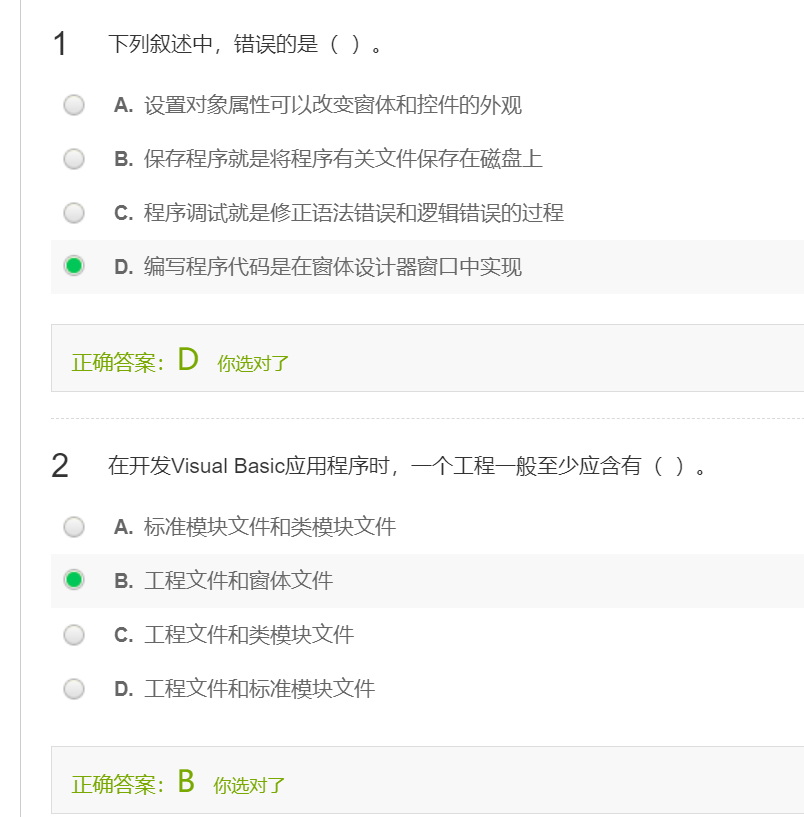 1 下列叙述中，错误的是（ ）。
A. 设置对象属性可以改变窗体和控件的外观
B. 保存程序就是将程序有关文件保存在磁盘上
C. 程序调试就是修正语法错误和逻辑错误的过程
D. 编写程序代码是在窗体设计器窗口中实现
正确答案： D 你选对了
2 在开发Visual Basic应用程序时，一个工程一般至少应含有（ ）。
A. 标准模块文件和类模块文件
B. 工程文件和窗体文件
C. 工程文件和类模块文件
D. 工程文件和标准模块文件
正确答案： B 你选对了